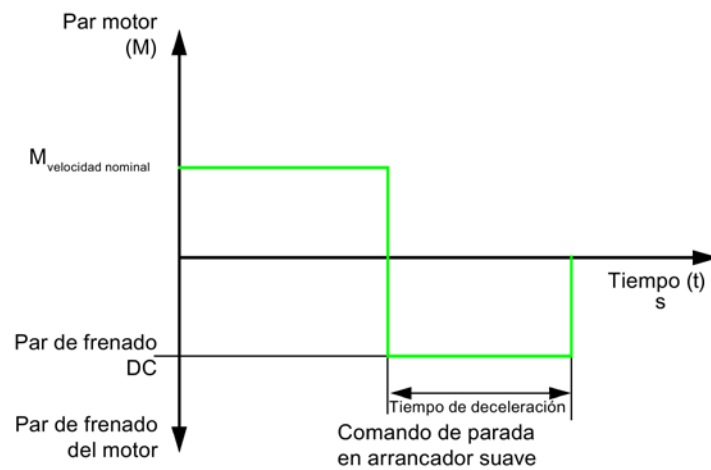 Par motor
(M)
M velocidad nominal
Tiempo (t)
s
Par de frenado
DC
Tiempo de deceleración
Par de frenado
del motor
Comando de parada
en arrancador suave